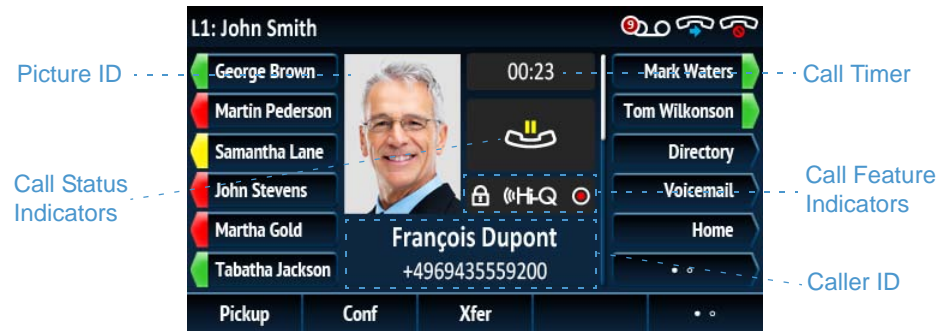 L1: John Smith
9
Picture ID
George Brown
00:23
Mark Waters
Call Timer
Martin Pederson
Tom Wilkonson
Samantha Lane
Directory
Call Status
Indicators
John Stevens
Hi-Q
Voicemail
Call Feature
Indicators
Martha Gold
François Dupont
Home
Tabatha Jackson
+4969435559200
Caller ID
Pickup
Conf
Xfer